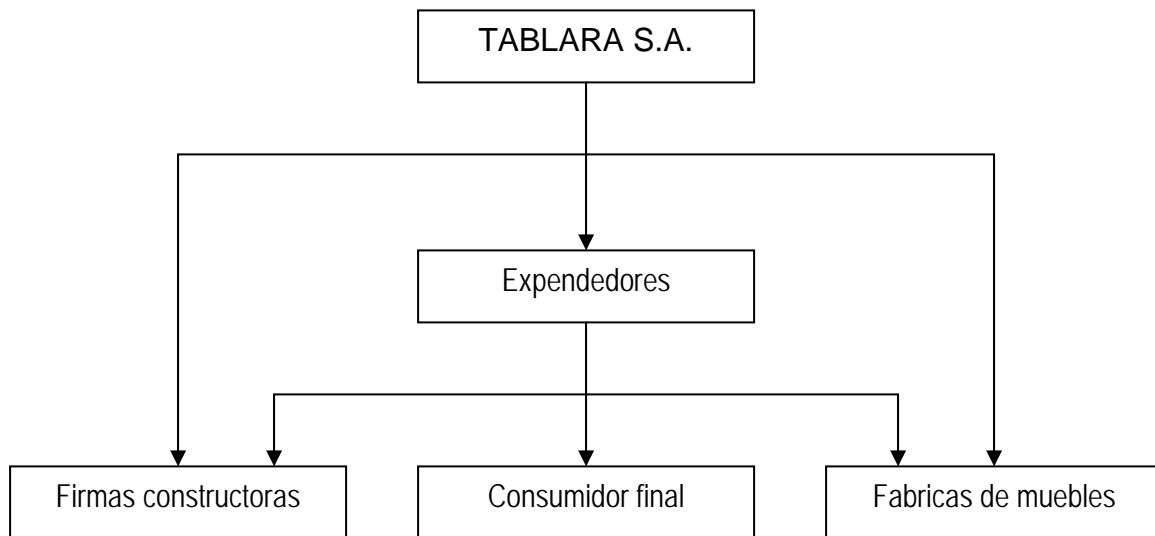 TABLARA S.A.
Expendedores
Firmas constructoras
Consumidor final
Fabricas de muebles